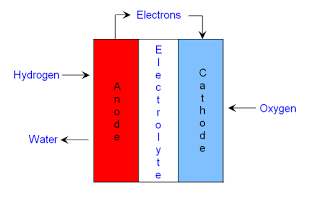 Electrons
Hydrogen
Water
Anode
Electrolyte
Cathode
Oxygen